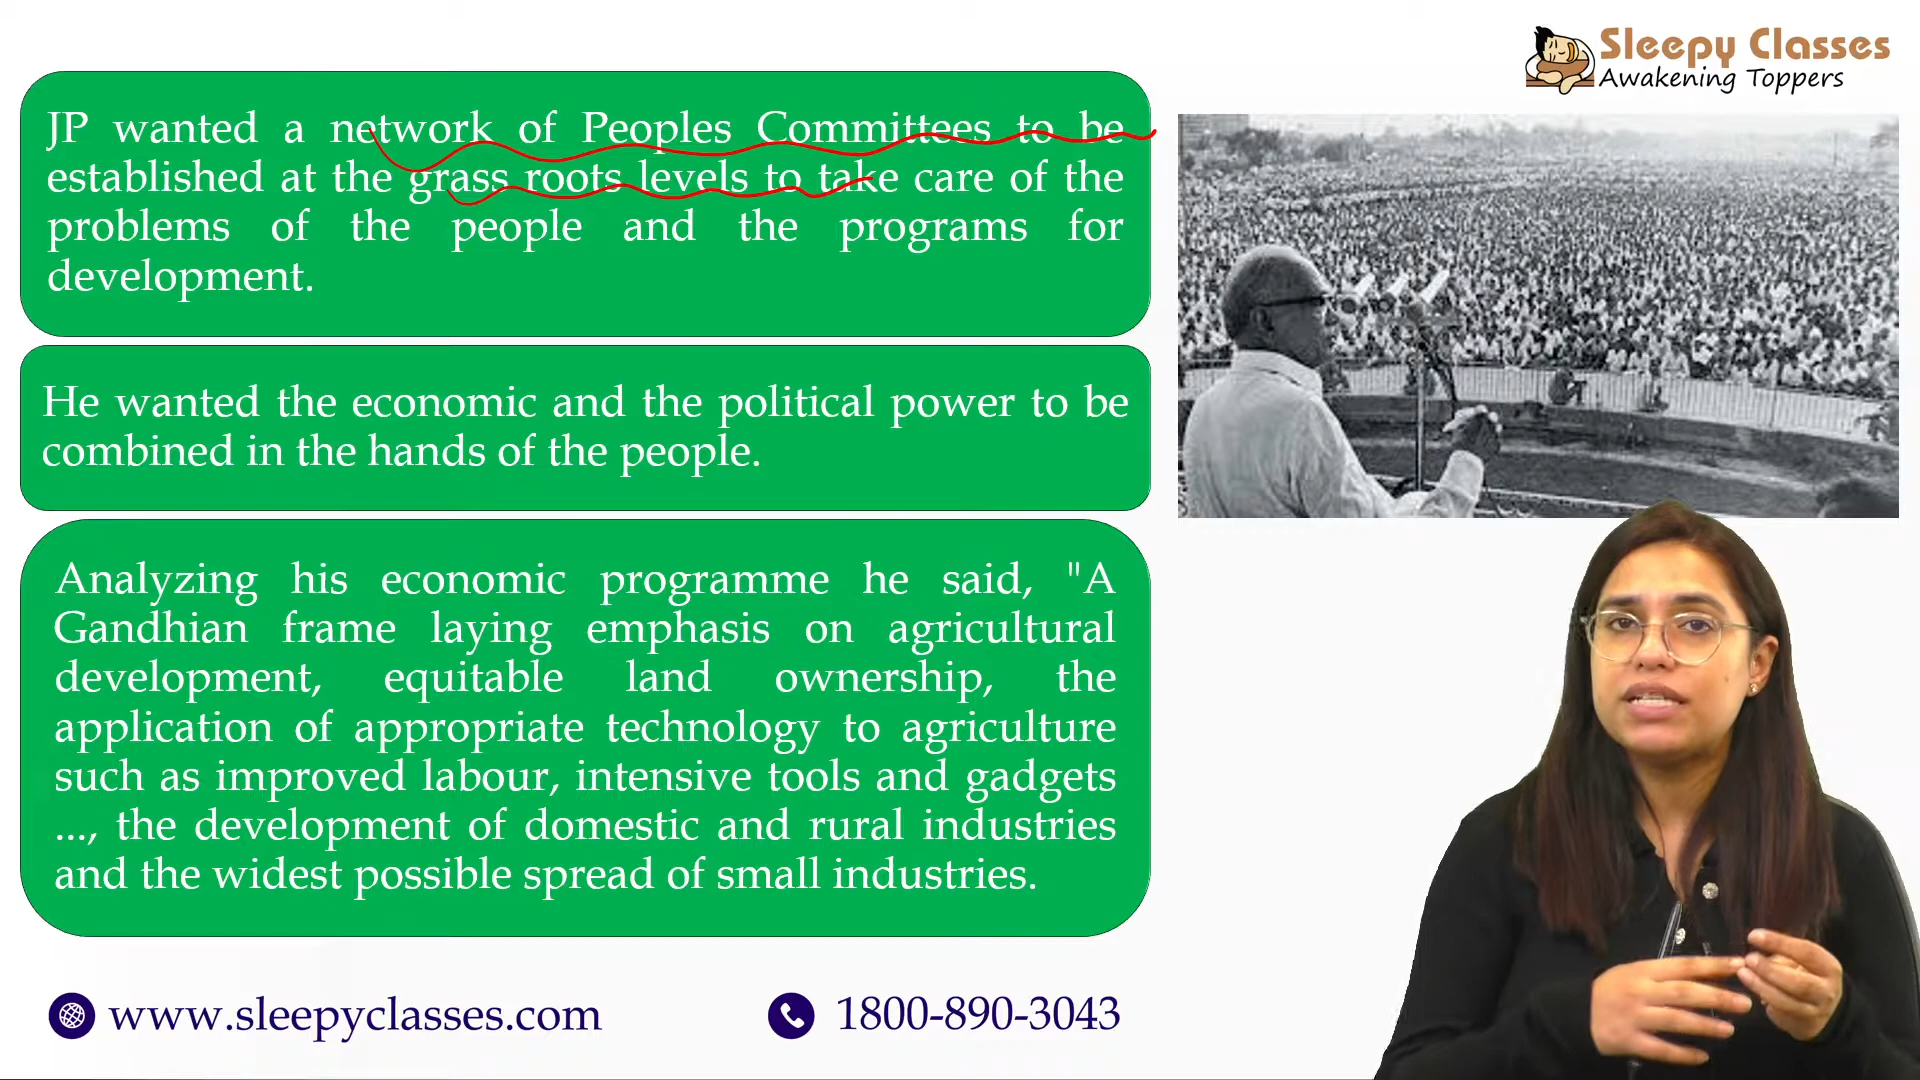 Sleepy Classes
Awakening Toppers
JP wanted a network of Peoples Committees to be
established at the grass roots levels to take care of the
problems of the people and the programs for
development.
He wanted the economic and the political power to be
combined in the hands of the people.
Analyzing his economic programme he said, "A
Gandhian frame laying emphasis on agricultural
development, equitable land ownership, the
application of appropriate technology to agriculture
such as improved labour, intensive tools and gadgets
..., the development of domestic and rural industries
and the widest possible spread of small industries.
www.sleepyclasses.com
1800-890-3043